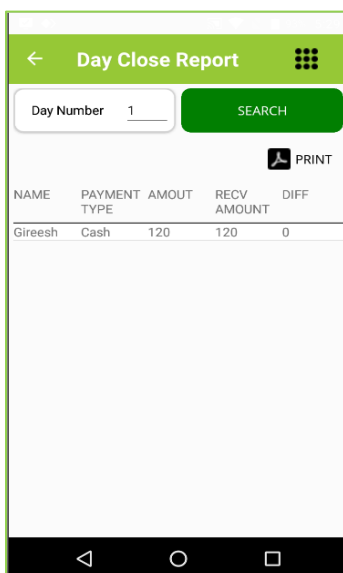 Day Close Report
Day Number 1 SEARCH
PRINT
NAME PAYMENT TYPE AMOUT RECV AMOUNT DIFF
Gireesh Cash 120 120 0